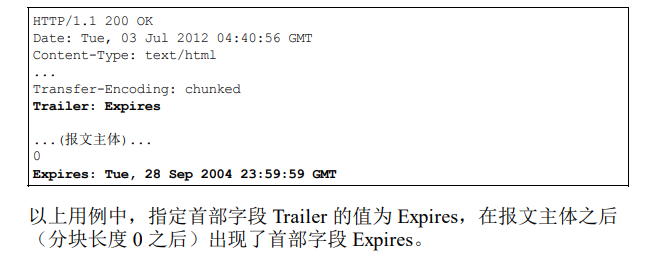 HTTP/1.1 200 OK
Date: Tue, 03 Jul 2012 04:40:56 GMT
Content-Type: text/html
...
Transfer-Encoding: chunked
Trailer: Expires
...(报文主体)...
0
Expires: Tue, 28 Sep 2004 23:59:59 GMT
以上用例中，指定首部字段 Trailer 的值为 Expires，在报文主体之后
（分块长度 0 之后）出现了首部字段 Expires。